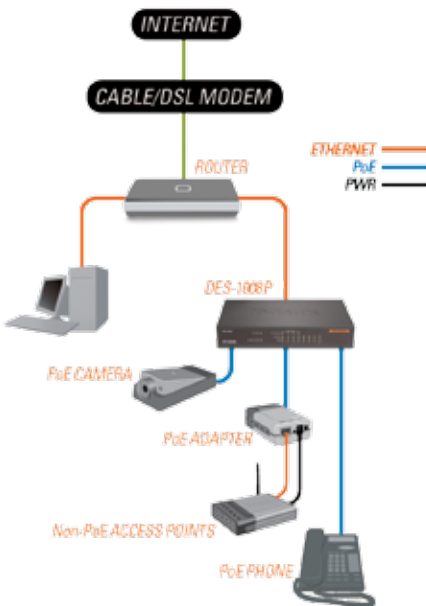 INTERNET
CABLE/DSL MODEM
ETHERNET
PoE
PWR
ROUTER
DES-1008P
PoE CAMERA
PoE ADAPTER
Non-PoE ACCESS POINTS
PoE PHONE